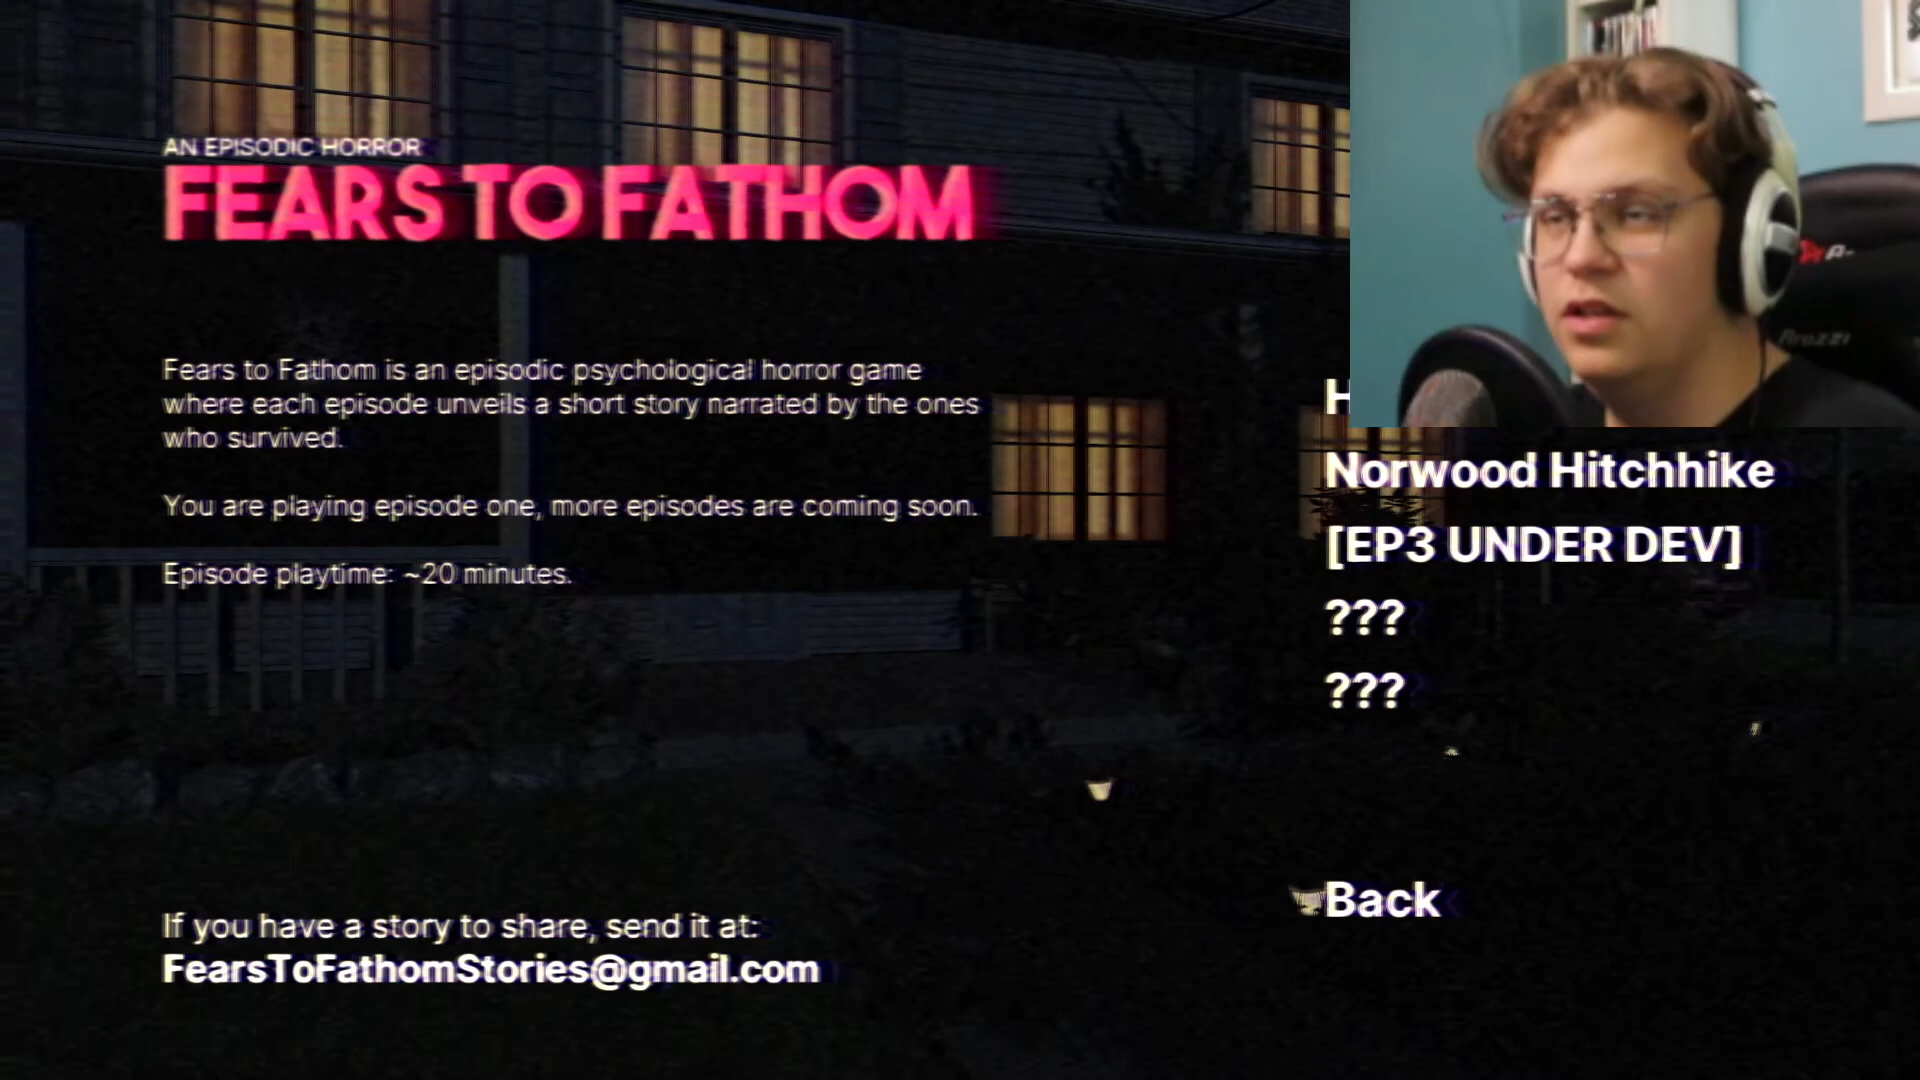 AN EPISODIC HORROR
FEARS TO FATHOM
Fears to Fathom is an episodic psychological horror game
where each episode unveils a short story narrated by the ones
who survived.
You are playing episode one, more episodes are coming soon.
Episode playtime: ~20 minutes.
If you have a story to share, send it at:
FearsToFathomStories@gmail.com
H
Norwood Hitchhike
[EP3 UNDER DEV]
???
???
Back
A-
Arozzi